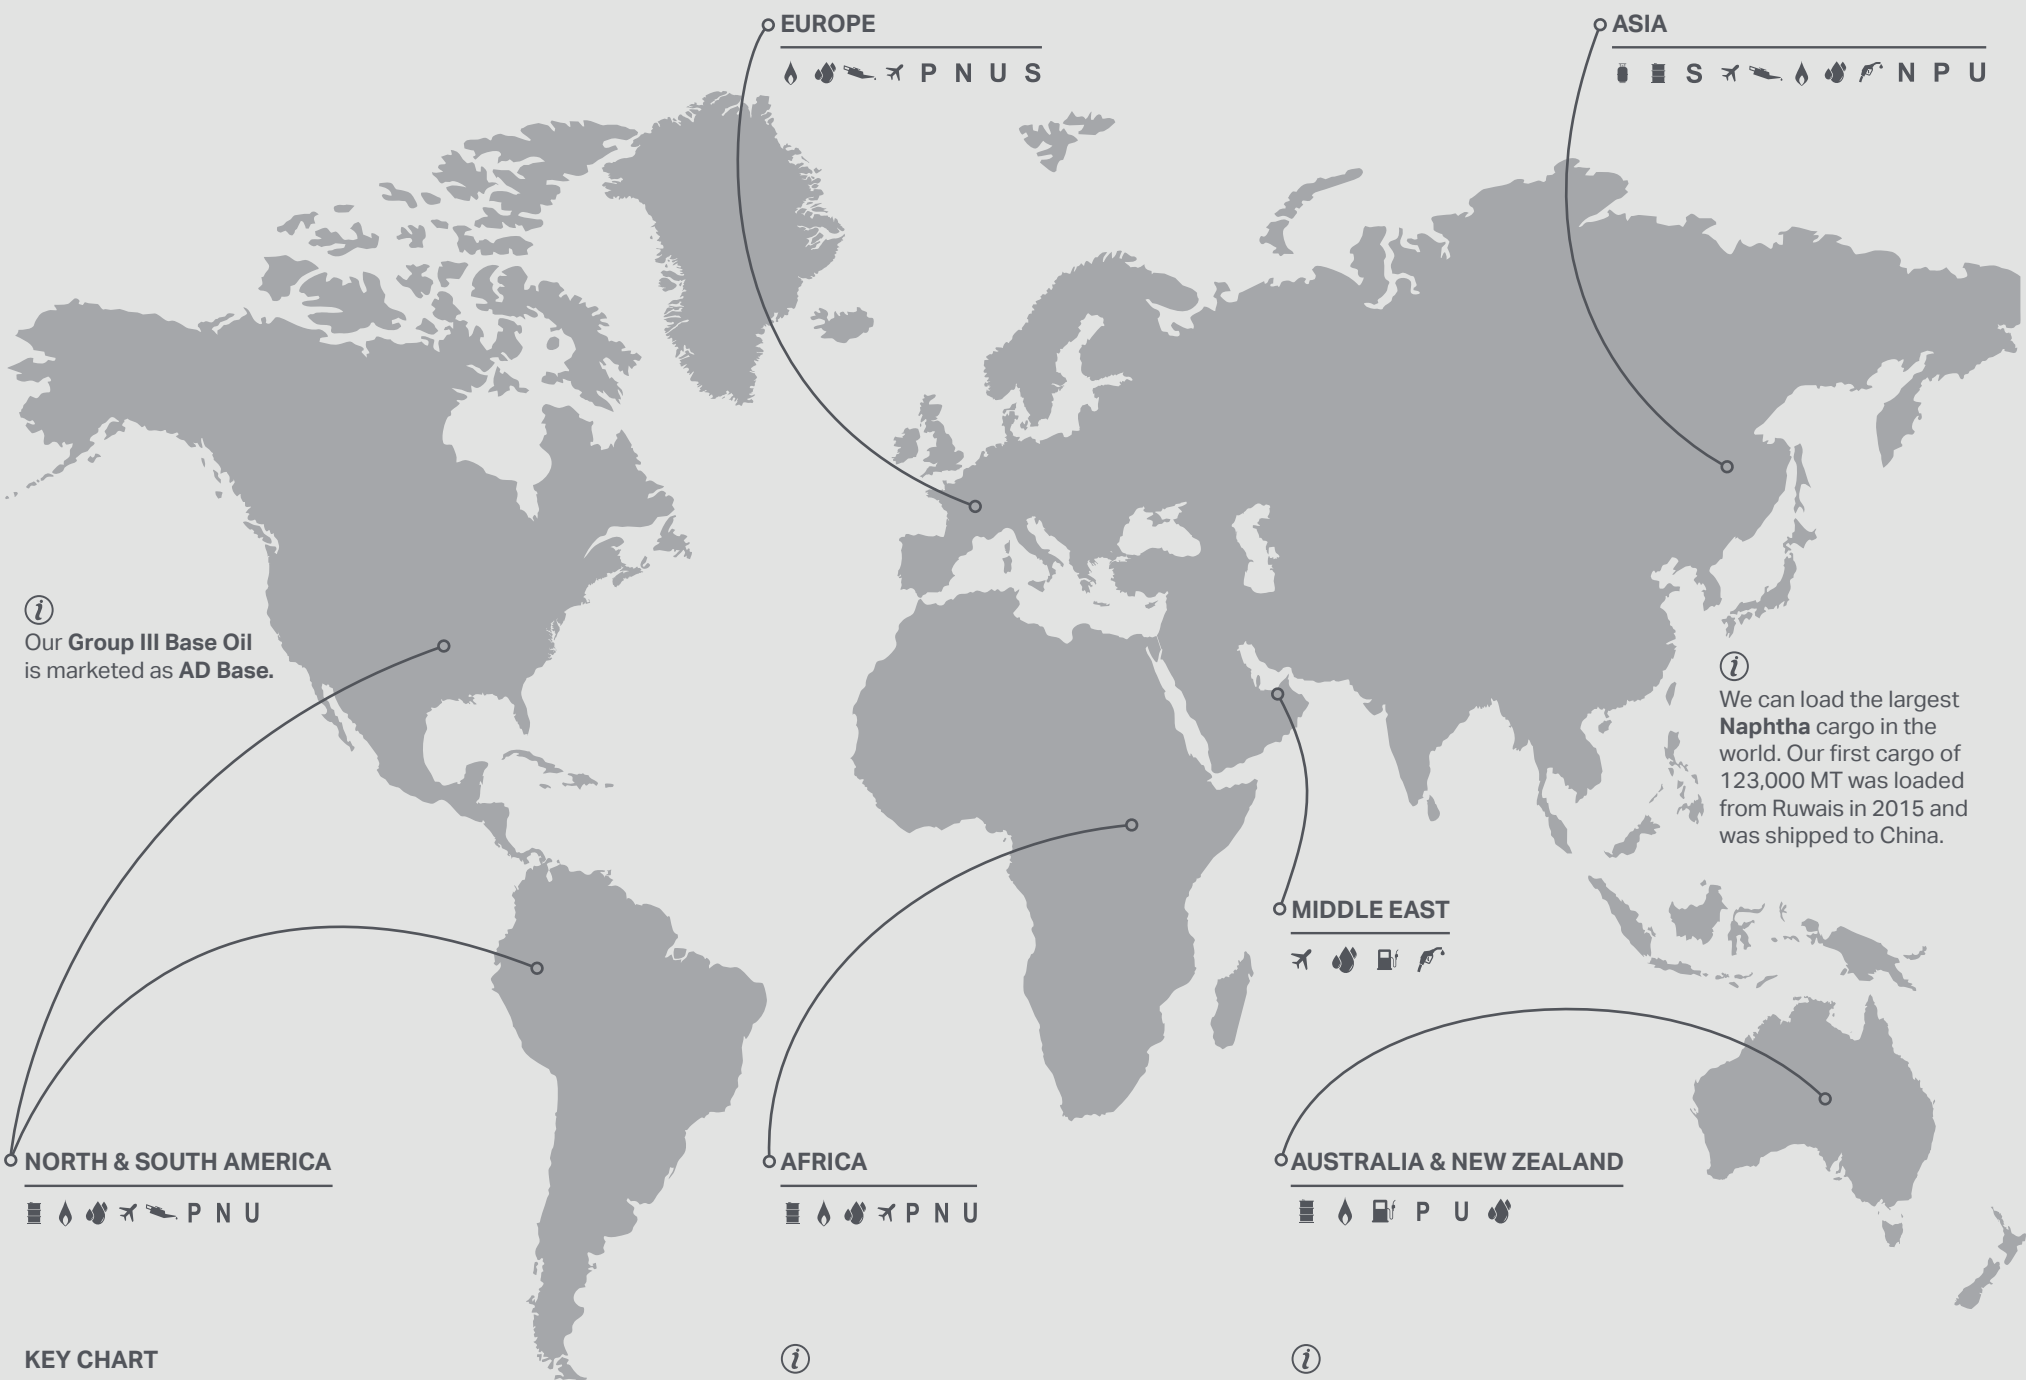 EUROPE
P N U S
ASIA
S N P U
i
Our Group III Base Oil
is marketed as AD Base.
i
We can load the largest
Naphtha cargo in the
world. Our first cargo of
123,000 MT was loaded
from Ruwais in 2015 and
was shipped to China.
MIDDLE EAST
NORTH & SOUTH AMERICA
P N U
AFRICA
P N U
AUSTRALIA & NEW ZEALAND
P U
KEY CHART
i
i